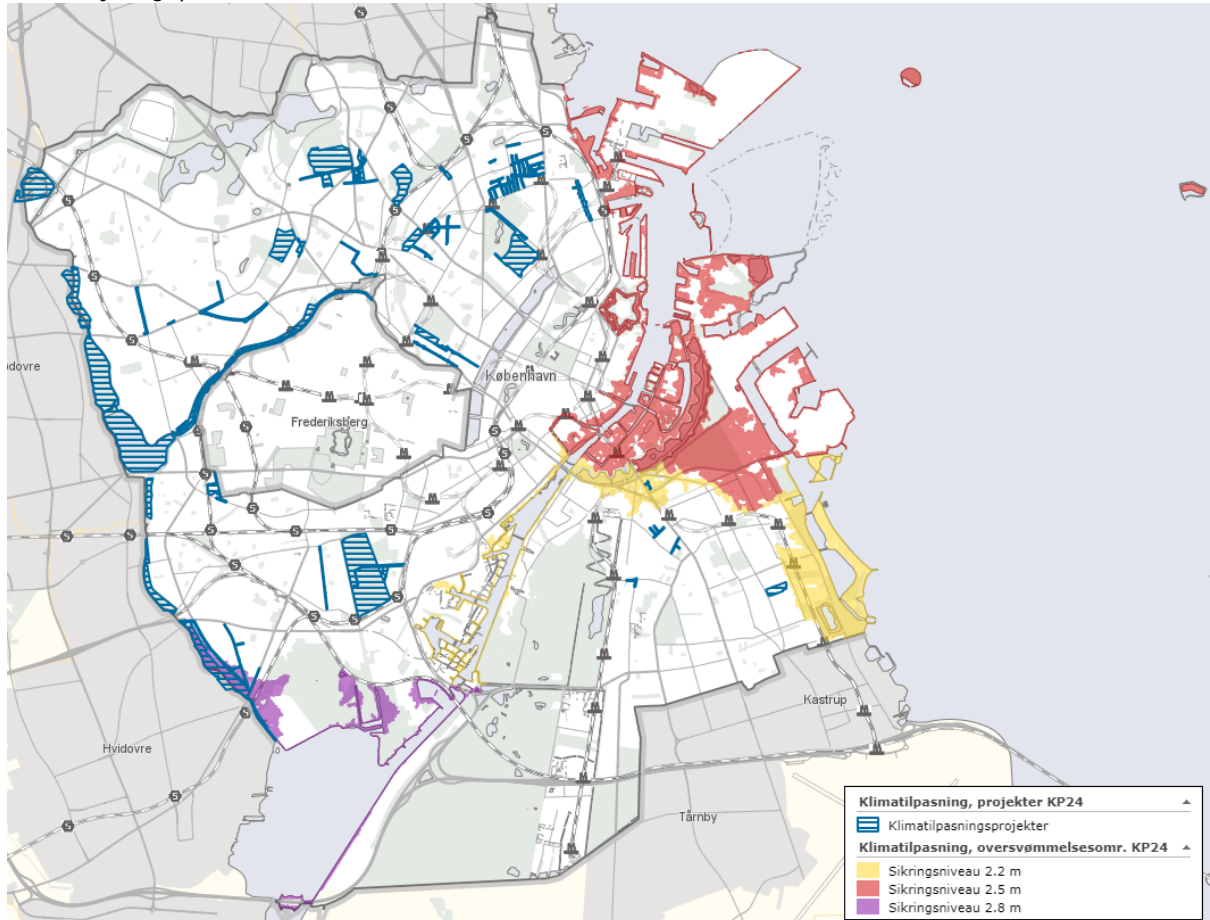 København
Frederiksberg
Kastrup
Hvidovre
Tårnby
Klimatilpasning, projekter KP24
Klimatilpasningsprojekter
Klimatilpasning, oversvømmelsesomr. KP24
Sikringsniveau 2.2 m
Sikringsniveau 2.5 m
Sikringsniveau 2.8 m